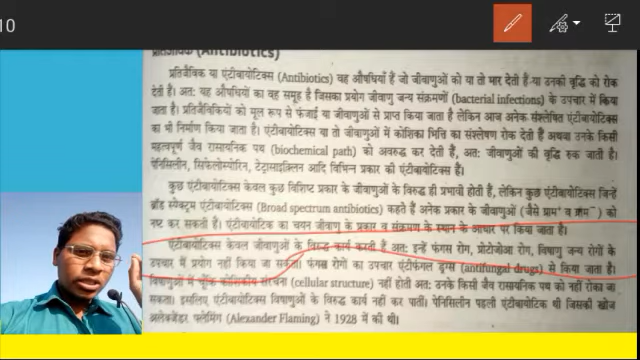 10
प्रतिजैविक (Antibiotics)
प्रतिजैविक या एंटीबायोटिक्स (Antibiotics) वह औषधियाँ हैं जो जीवाणुओं को या तो मार देती हैं या उनकी वृद्धि को रोक
देती हैं। अतः यह औषधियों का वह समूह है जिसका प्रयोग जीवाणु जन्य संक्रमणों (bacterial infections) के उपचार में किया
जाता है। प्रतिजैविकियों को मूल रूप से फंजाई या जीवाणुओं से प्राप्त किया जाता है लेकिन आज अनेक संश्लेषित एंटीबायोटिक्स
का भी निर्माण किया जाता है। एंटीबायोटिक्स या तो जीवाणुओं में कोशिका भित्ति का संश्लेषण रोक देती हैं अथवा उनके किसी
महत्वपूर्ण जैव रासायनिक पथ (biochemical path) को अवरुद्ध कर देती हैं, अतः जीवाणुओं की वृद्धि रुक जाती है।
पेनिसिलीन, सिफेलोस्पोरिन, टेट्रासाइक्लिन आदि विभिन्न प्रकार की एंटीबायोटिक्स हैं।
कुछ एंटीबायोटिक्स केवल कुछ विशिष्ट प्रकार के जीवाणुओं के विरुद्ध ही प्रभावी होती है, लेकिन कुछ एंटीबायोटिक्स जिन्हें
ब्रॉड स्पेक्ट्रम एंटीबायोटिक्स (Broad spectrum antibiotics) कहते हैं अनेक प्रकार के जीवाणुओं (जैसे ग्राम⁺ व ग्राम⁻) को
नष्ट कर सकती हैं। एंटीबायोटिक का चयन जीवाणु के प्रकार व संक्रमण के स्थान के आधार पर किया जाता है।
एंटीबायोटिक्स केवल जीवाणुओं के विरुद्ध कार्य करती हैं अतः इन्हें फंगस रोग, प्रोटोजोआ रोग, विषाणु जन्य रोगों के
उपचार में प्रयोग नहीं किया जा सकता। फंगस रोगों का उपचार एंटीफंगल ड्रग्स (antifungal drugs) से किया जाता है।
विषाणुओं में चूँकि कोशिकीय संरचना (cellular structure) नहीं होती अतः उनके किसी जैव रासायनिक पथ को नहीं रोका जा
सकता। इसलिए एंटीबायोटिक्स विषाणुओं के विरुद्ध कार्य नहीं कर पाती। पेनिसिलीन पहली एंटीबायोटिक थी जिसकी खोज
अलेक्जेंडर फ्लेमिंग (Alexander Flaming) ने 1928 में की थी।